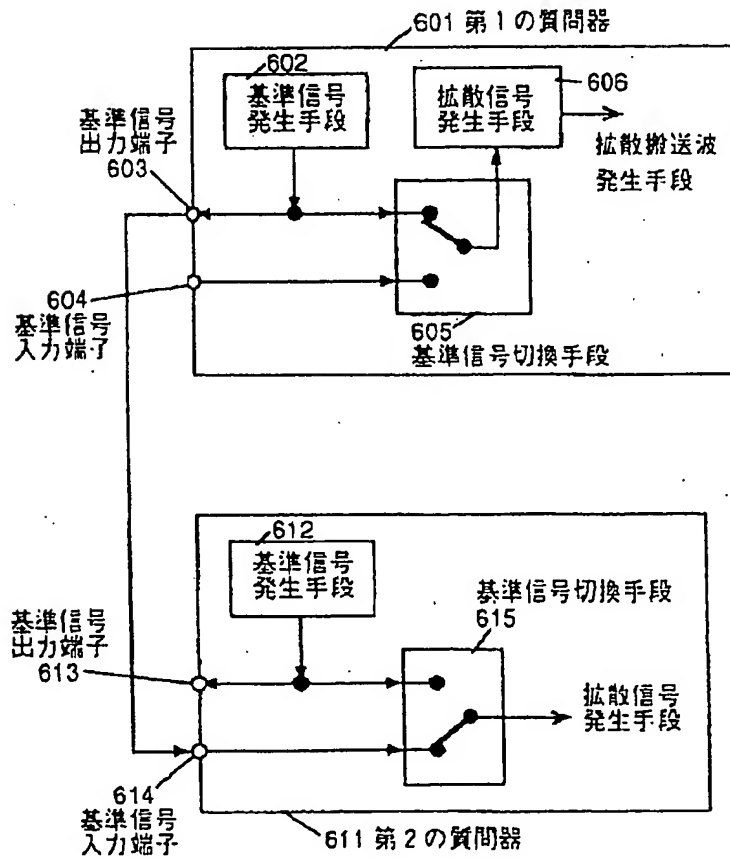 601 第1の質問器
602
基準信号
発生手段
拡散信号
発生手段
606
拡散搬送波
発生手段
基準信号
出力端子
603
604
基準信号
入力端子
605
基準信号切換手段
612
基準信号
発生手段
基準信号切換手段
615
基準信号
出力端子
613
拡散信号
発生手段
614
基準信号
入力端子
611 第2の質問器